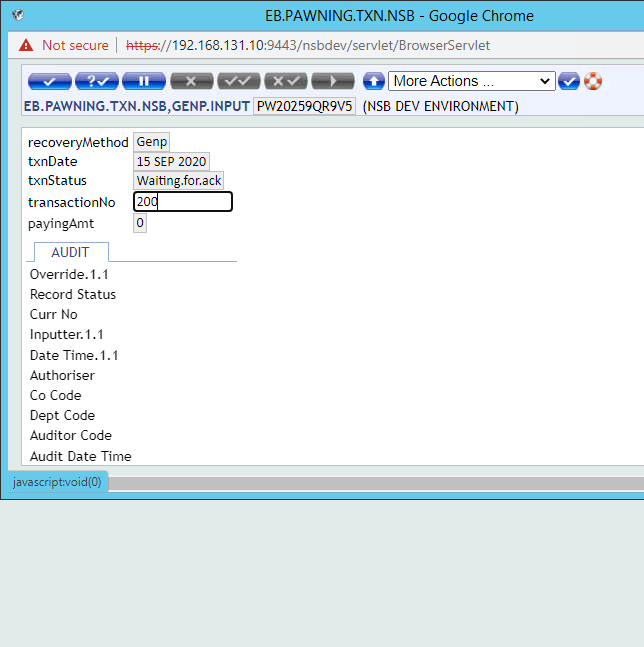 EB.PAWNING.TXN.NSB - Google Chrome
Not secure | https://192.168.131.10:9443/nsbdev/servlet/BrowserServlet
More Actions ...
EB.PAWNING.TXN.NSB,GENP.INPUT PW20259QR9V5 (NSB DEV ENVIRONMENT)
recoveryMethod Genp
txnDate 15 SEP 2020
txnStatus Waiting.for.ack
transactionNo 200
payingAmt 0
AUDIT
Override.1.1
Record Status
Curr No
Inputter.1.1
Date Time.1.1
Authoriser
Co Code
Dept Code
Auditor Code
Audit Date Time
javascript:void(0)